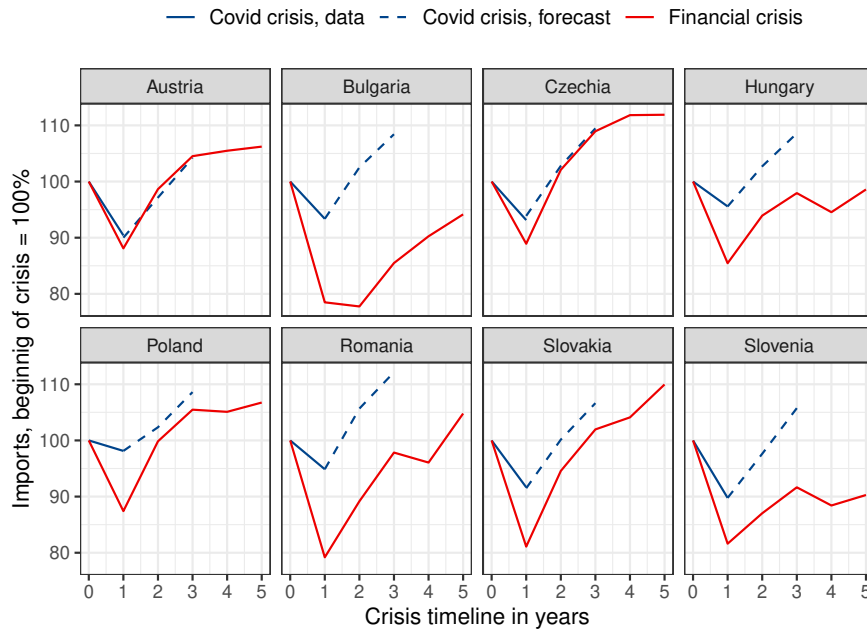 Covid crisis, data Covid crisis, forecast Financial crisis
Austria Bulgaria Czechia Hungary
110
100
90
80
Poland Romania Slovakia Slovenia
110
100
90
80
0 1 2 3 4 5 0 1 2 3 4 5 0 1 2 3 4 5 0 1 2 3 4 5
Crisis timeline in years
Imports, beginnig of crisis = 100%